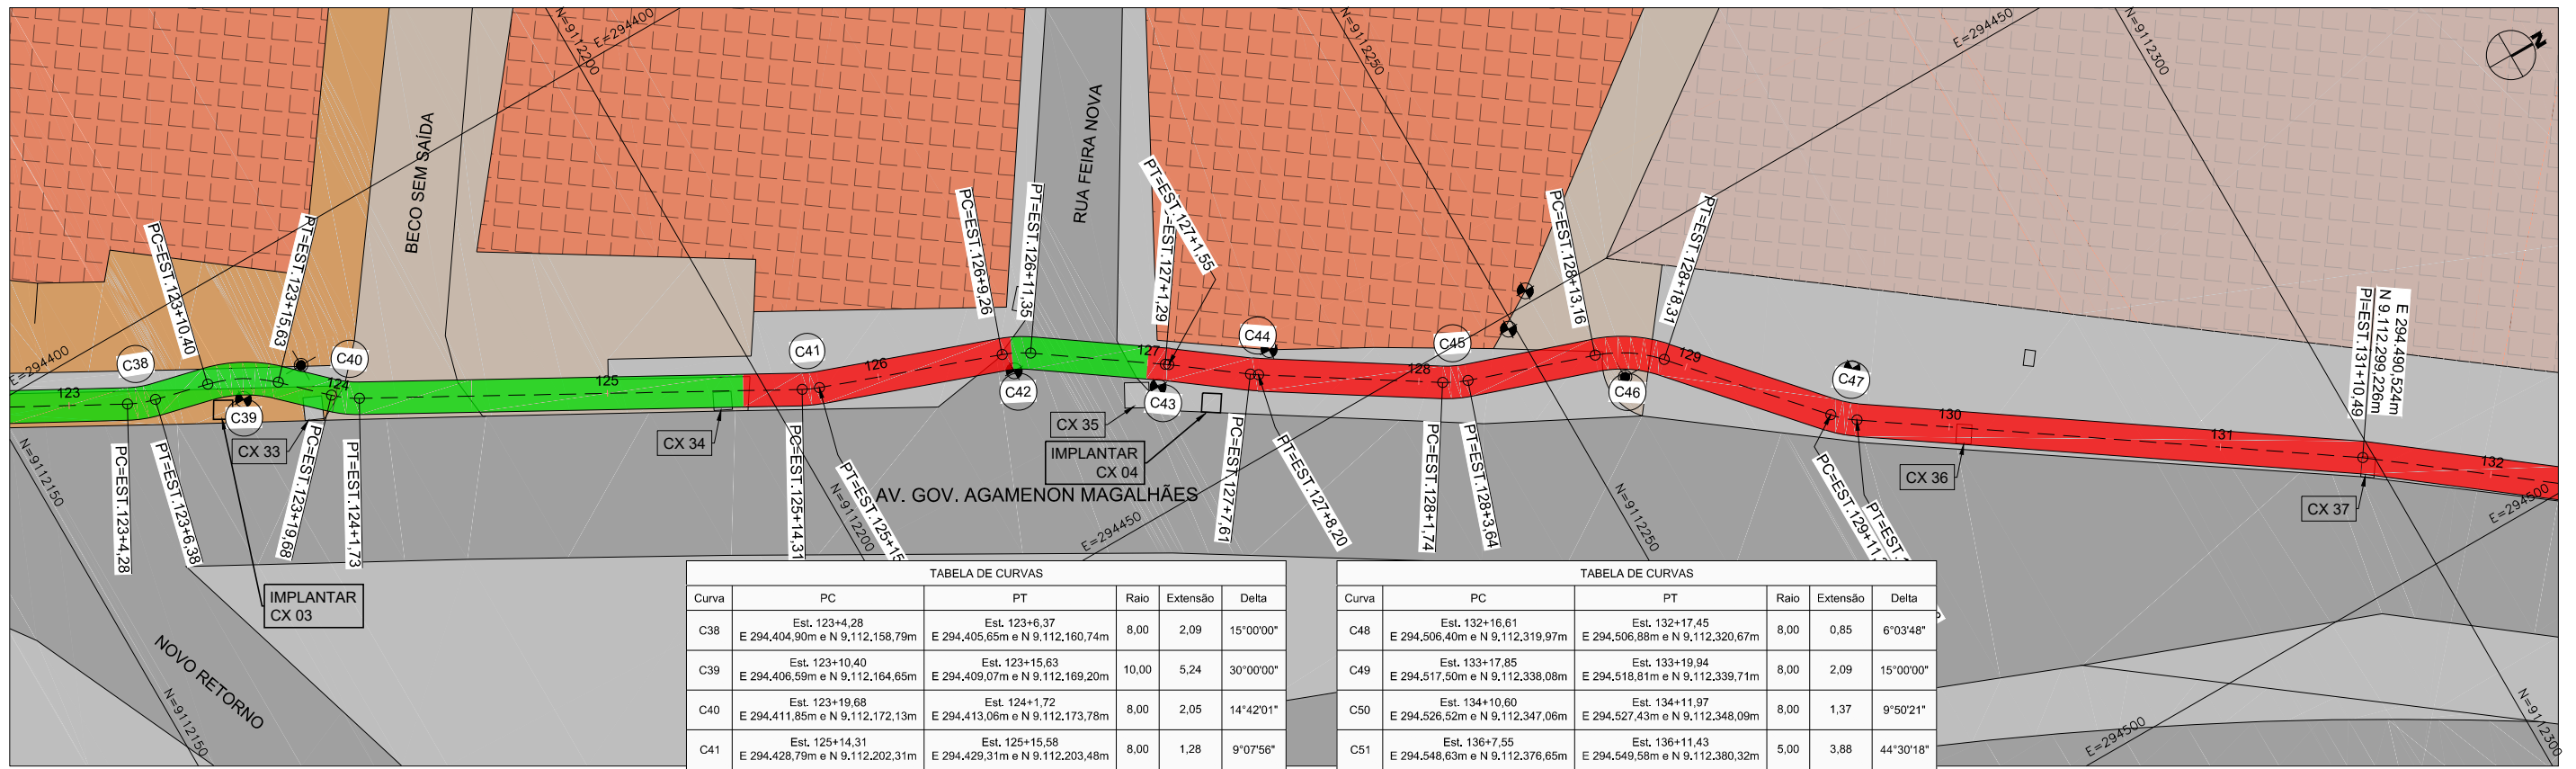 N=9112200
E=294400
N=9112250
E=294450
N=9112300
N
BECO SEM SAÍDA
RUA FEIRA NOVA
PC=EST.123+10,40
PT=EST.123+15,63
PC=EST.126+9,26
PT=EST.126+11,35
PT=EST.127+1,55
PC=EST.127+1,29
PC=EST.128+13,16
PT=EST.128+18,31
PI=EST.131+10,49
N 9.112.299,226m
E 294.490,524m
E=294400
C38
C39
C40
C41
C42
C43
C44
C45
C46
C47
123
124
125
126
127
128
129
130
131
132
CX 33
CX 34
CX 35
CX 36
CX 37
IMPLANTAR
CX 04
IMPLANTAR
CX 03
N=9112150
PC=EST.123+4,28
PT=EST.123+6,38
PC=EST.123+19,68
PT=EST.124+1,73
PC=EST.125+14,31
PT=EST.125+15
N=9112200
AV. GOV. AGAMENON MAGALHÃES
E=294450
PC=EST.127+7,61
PT=EST.127+8,20
PC=EST.128+1,74
PT=EST.128+3,64
N=9112250
PC=EST.129+11
PT=EST.
E=294500
NOVO RETORNO
N=9112150
E=294500
N=9112300
TABELA DE CURVAS
Curva PC PT Raio Extensão Delta
C38 Est. 123+4,28 Est. 123+6,37 8,00 2,09 15°00'00"
E 294.404,90m e N 9.112.158,79m E 294.405,65m e N 9.112.160,74m
C39 Est. 123+10,40 Est. 123+15,63 10,00 5,24 30°00'00"
E 294.406,59m e N 9.112.164,65m E 294.409,07m e N 9.112.169,20m
C40 Est. 123+19,68 Est. 124+1,72 8,00 2,05 14°42'01"
E 294.411,85m e N 9.112.172,13m E 294.413,06m e N 9.112.173,78m
C41 Est. 125+14,31 Est. 125+15,58 8,00 1,28 9°07'56"
E 294.428,79m e N 9.112.202,31m E 294.429,31m e N 9.112.203,48m
TABELA DE CURVAS
Curva PC PT Raio Extensão Delta
C48 Est. 132+16,61 Est. 132+17,45 8,00 0,85 6°03'48"
E 294.506,40m e N 9.112.319,97m E 294.506,88m e N 9.112.320,67m
C49 Est. 133+17,85 Est. 133+19,94 8,00 2,09 15°00'00"
E 294.517,50m e N 9.112.338,08m E 294.518,81m e N 9.112.339,71m
C50 Est. 134+10,60 Est. 134+11,97 8,00 1,37 9°50'21"
E 294.526,52m e N 9.112.347,06m E 294.527,43m e N 9.112.348,09m
C51 Est. 136+7,55 Est. 136+11,43 5,00 3,88 44°30'18"
E 294.548,63m e N 9.112.376,65m E 294.549,58m e N 9.112.380,32m